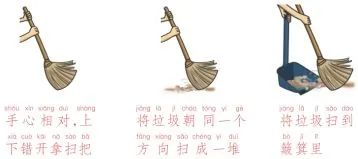 shǒu xīn xiāng duì shàng
手心相对,上
xià cuò kāi ná sào bǎ
下错开拿扫把
jiāng lā jī cháo tóng yí gè
将垃圾朝 同一个
fāng xiàng sǎo chéng yì duī
方向扫成一堆
jiāng lā jī sǎo dào
将垃圾扫到
bò jī lǐ
簸箕里